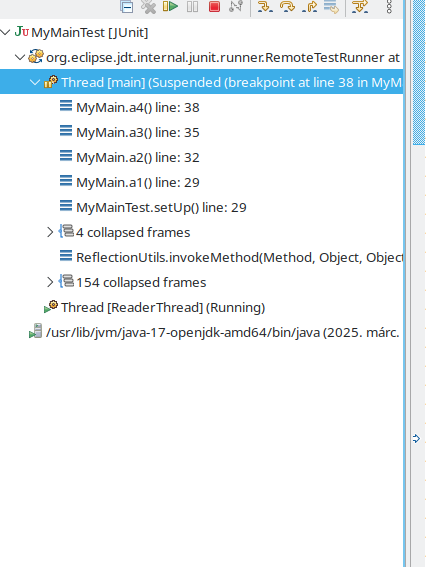 MyMainTest [JUnit]
org.eclipse.jdt.internal.junit.runner.RemoteTestRunner at
Thread [main] (Suspended (breakpoint at line 38 in MyM
MyMain.a4() line: 38
MyMain.a3() line: 35
MyMain.a2() line: 32
MyMain.a1() line: 29
MyMainTest.setUp() line: 29
4 collapsed frames
ReflectionUtils.invokeMethod(Method, Object, Object
154 collapsed frames
Thread [ReaderThread] (Running)
/usr/lib/jvm/java-17-openjdk-amd64/bin/java (2025. márc.